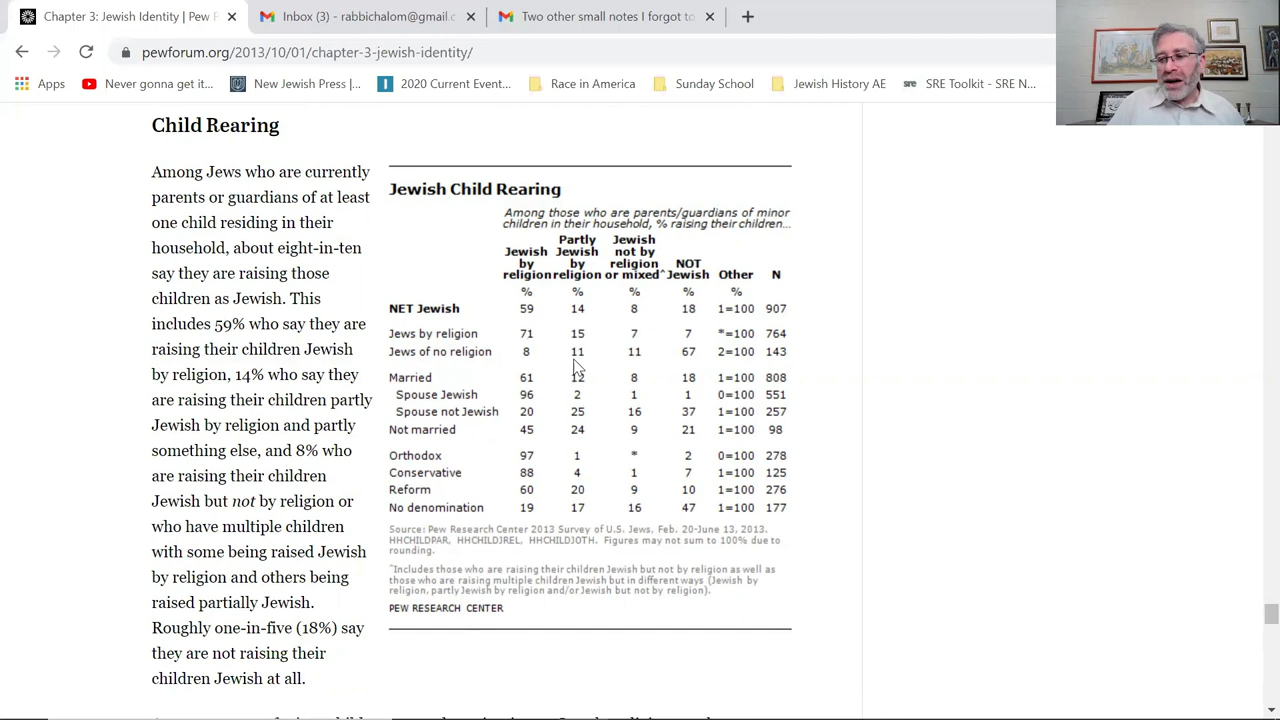 Chapter 3: Jewish Identity | Pew R
Inbox (3) - rabbichalom@gmail.
Two other small notes I forgot to
pewforum.org/2013/10/01/chapter-3-jewish-identity/
Apps
Never gonna get it...
New Jewish Press |...
Race in America
Sunday School
Jewish History AE
SRE Toolkit - SRE N...
Child Rearing
Among Jews who are currently
parents or guardians of at least
one child residing in their
household, about eight-in-ten
say they are raising those
children as Jewish. This
includes 59% who say they are
raising their children Jewish
by religion, 14% who say they
are raising their children partly
Jewish by religion and partly
something else, and 8% who
are raising their children
Jewish but not by religion or
who have multiple children
with some being raised Jewish
by religion and others being
raised partially Jewish.
Roughly one-in-five (18%) say
they are not raising their
children Jewish at all.
Jewish Child Rearing
Among those who are parents/guardians of minor
children in their household, % raising their children...
Partly Jewish
Jewish Jewish not by
by by religion NOT
religion religion or mixed^ Jewish Other N
% % % % %
NET Jewish 59 14 8 18 1=100 907
Jews by religion 71 15 7 7 *=100 764
Jews of no religion 8 11 11 67 2=100 143
Married 61 12 8 18 1=100 808
Spouse Jewish 96 2 1 1 0=100 551
Spouse not Jewish 20 25 16 37 1=100 257
Not married 45 24 9 21 1=100 98
Orthodox 97 1 * 2 0=100 278
Conservative 88 4 1 7 1=100 125
Reform 60 20 9 10 1=100 276
No denomination 19 17 16 47 1=100 177
Source: Pew Research Center 2013 Survey of U.S. Jews, Feb. 20-June 13, 2013.
HHCHILDPAR, HHCHILDJREL, HHCHILDJOTH. Figures may not sum to 100% due to
rounding.
^Includes those who are raising their children Jewish but not by religion as well as
those who are raising multiple children Jewish but in different ways (Jewish by
religion, partly Jewish by religion and/or Jewish but not by religion).
PEW RESEARCH CENTER